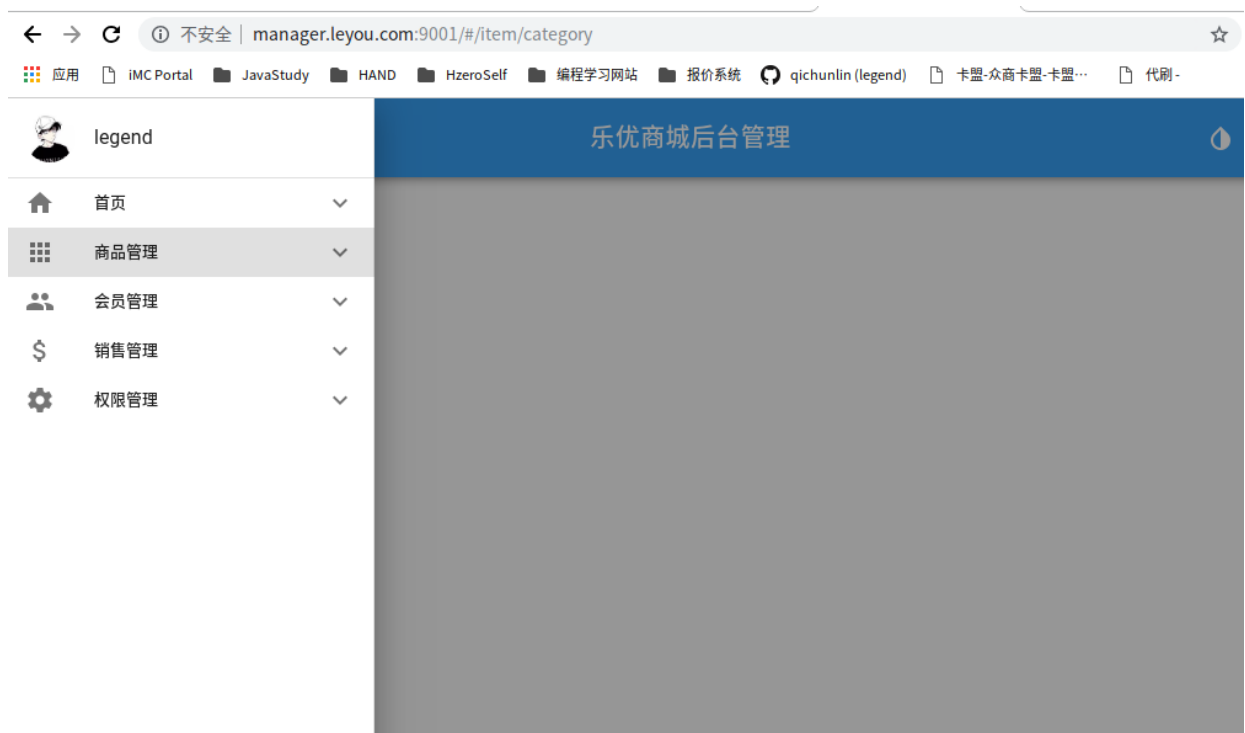 不安全 | manager.leyou.com:9001/#/item/category
应用 iMC Portal JavaStudy HAND HzeroSelf 编程学习网站 报价系统 qichunlin (legend) 卡盟-众商卡盟-卡盟… 代刷 -
legend
乐优商城后台管理
首页
商品管理
会员管理
销售管理
权限管理